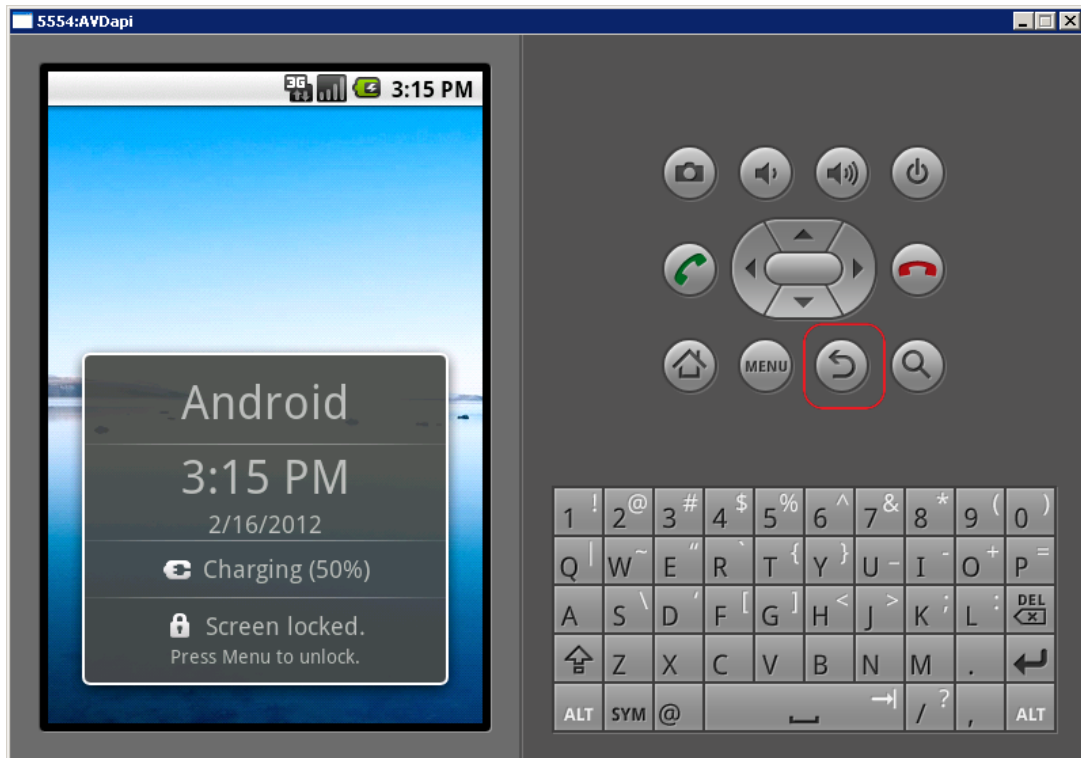 5554:AVDapi
3G
3:15 PM
Android
3:15 PM
2/16/2012
Charging (50%)
Screen locked.
Press Menu to unlock.
MENU
1 ! 2 @ 3 # 4 $ 5 % 6 ^ 7 & 8 * 9 ( 0 )
Q | W ~ E " R ` T { Y } U _ I - O + P =
A S \ D ' F [ G ] H < J > K ; L : DEL
Z X C V B N M .
ALT SYM @ / ? , ALT